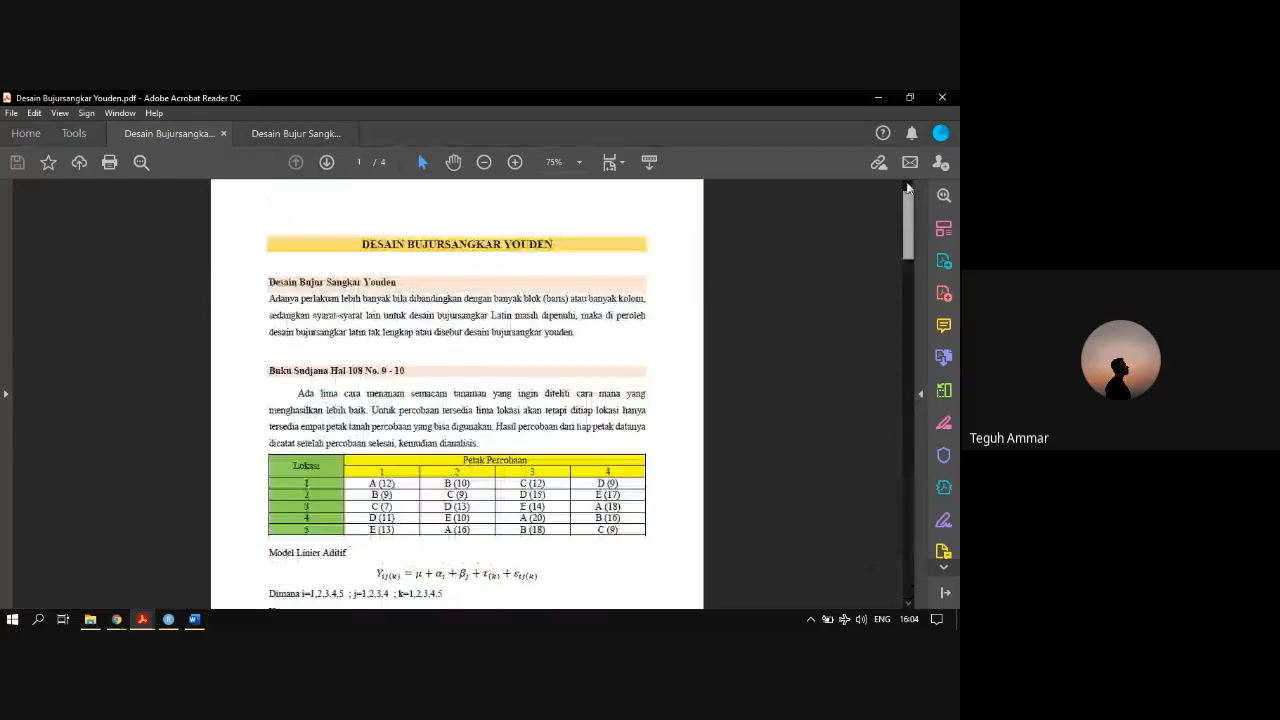 Desain Bujursangkar Youden.pdf - Adobe Acrobat Reader DC
File Edit View Sign Window Help
Home Tools Desain Bujursangka... × Desain Bujur Sangk...
1 / 4 75%
DESAIN BUJURSANGKAR YOUDEN
Desain Bujur Sangkar Youden
Adanya perlakuan lebih banyak bila dibandingkan dengan banyak blok (baris) atau banyak kolom,
sedangkan syarat-syarat lain untuk desain bujursangkar Latin masih dipenuhi, maka di peroleh
desain bujursangkar latin tak lengkap atau disebut desain bujursangkar youden.
Buku Sudjana Hal 108 No. 9 - 10
Ada lima cara menanam semacam tanaman yang ingin diteliti cara mana yang
menghasilkan lebih baik. Untuk percobaan tersedia lima lokasi akan tetapi ditiap lokasi hanya
tersedia empat petak tanah percobaan yang bisa digunakan. Hasil percobaan dari tiap petak datanya
dicatat setelah percobaan selesai, kemudian dianalisis.
Lokasi Petak Percobaan
1 2 3 4
1 A (12) B (10) C (12) D (9)
2 B (9) C (9) D (15) E (17)
3 C (7) D (13) E (14) A (18)
4 D (11) E (10) A (20) B (16)
5 E (13) A (16) B (18) C (9)
Model Linier Aditif
Yij(k) = μ + αi + βj + τ(k) + εij(k)
Dimana i=1,2,3,4,5 ; j=1,2,3,4 ; k=1,2,3,4,5
Teguh Ammar
ENG 16:04